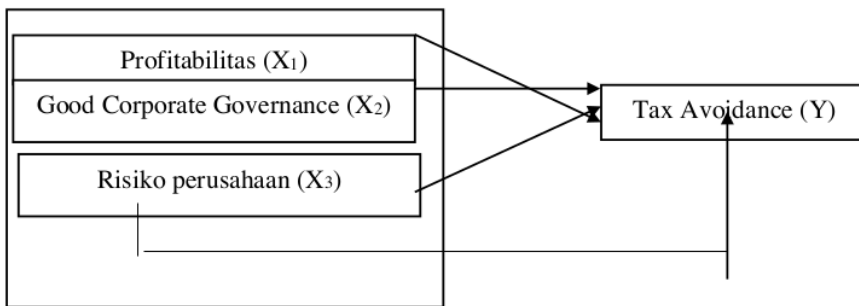 Profitabilitas (X₁)
Good Corporate Governance (X₂)
Tax Avoidance (Y)
Risiko perusahaan (X₃)